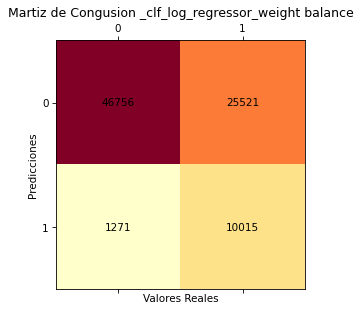 Martiz de Congusion _clf_log_regressor_weight balance
0 1
0 46756 25521
1 1271 10015
Predicciones
Valores Reales